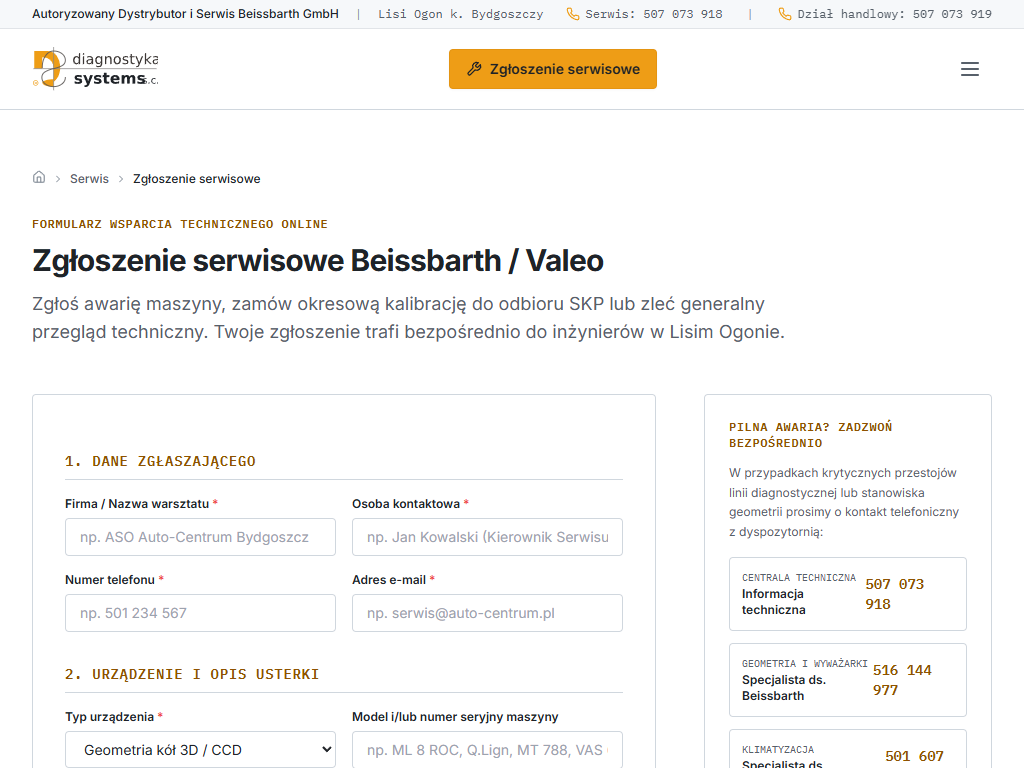 Autoryzowany Dystrybutor i Serwis Beissbarth GmbH | Lisi Ogon k. Bydgoszczy Serwis: 507 073 918 | Dział handlowy: 507 073 919
diagnostyka
systems s.c.
Zgłoszenie serwisowe
Serwis > Zgłoszenie serwisowe
FORMULARZ WSPARCIA TECHNICZNEGO ONLINE
Zgłoszenie serwisowe Beissbarth / Valeo
Zgłoś awarię maszyny, zamów okresową kalibrację do odbioru SKP lub zleć generalny
przegląd techniczny. Twoje zgłoszenie trafi bezpośrednio do inżynierów w Lisim Ogonie.
1. DANE ZGŁASZAJĄCEGO
Firma / Nazwa warsztatu *
np. ASO Auto-Centrum Bydgoszcz
Osoba kontaktowa *
np. Jan Kowalski (Kierownik Serwisu
Numer telefonu *
np. 501 234 567
Adres e-mail *
np. serwis@auto-centrum.pl
2. URZĄDZENIE I OPIS USTERKI
Typ urządzenia *
Geometria kół 3D / CCD
Model i/lub numer seryjny maszyny
np. ML 8 ROC, Q.Lign, MT 788, VAS
PILNA AWARIA? ZADZWOŃ
BEZPOŚREDNIO
W przypadkach krytycznych przestojów
linii diagnostycznej lub stanowiska
geometrii prosimy o kontakt telefoniczny
z dyspozytornią:
CENTRALA TECHNICZNA
Informacja
techniczna
507 073
918
GEOMETRIA I WYWAŻARKI
Specjalista ds.
Beissbarth
516 144
977
KLIMATYZACJA
Specjalista ds.
501 607